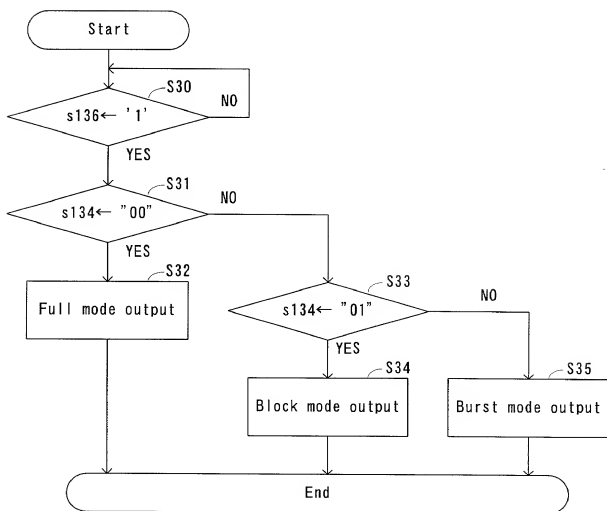 Start
S30
s136← '1'
NO
YES
S31
s134← "00"
NO
YES
S32
Full mode output
S33
s134← "01"
NO
YES
S34
Block mode output
S35
Burst mode output
End